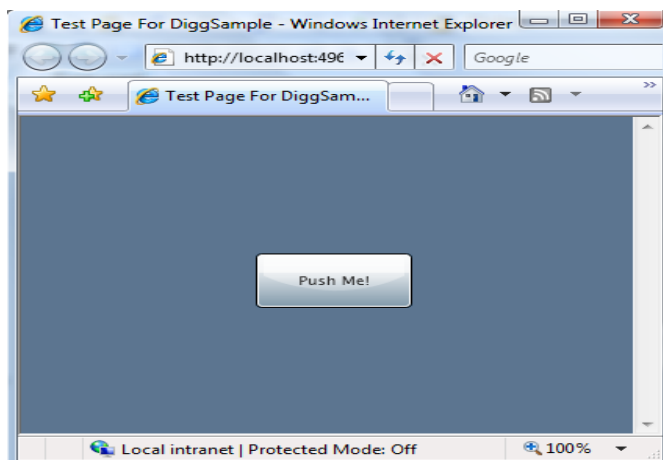 Test Page For DiggSample - Windows Internet Explorer
http://localhost:496
Google
Test Page For DiggSam...
Push Me!
Local intranet | Protected Mode: Off
100%